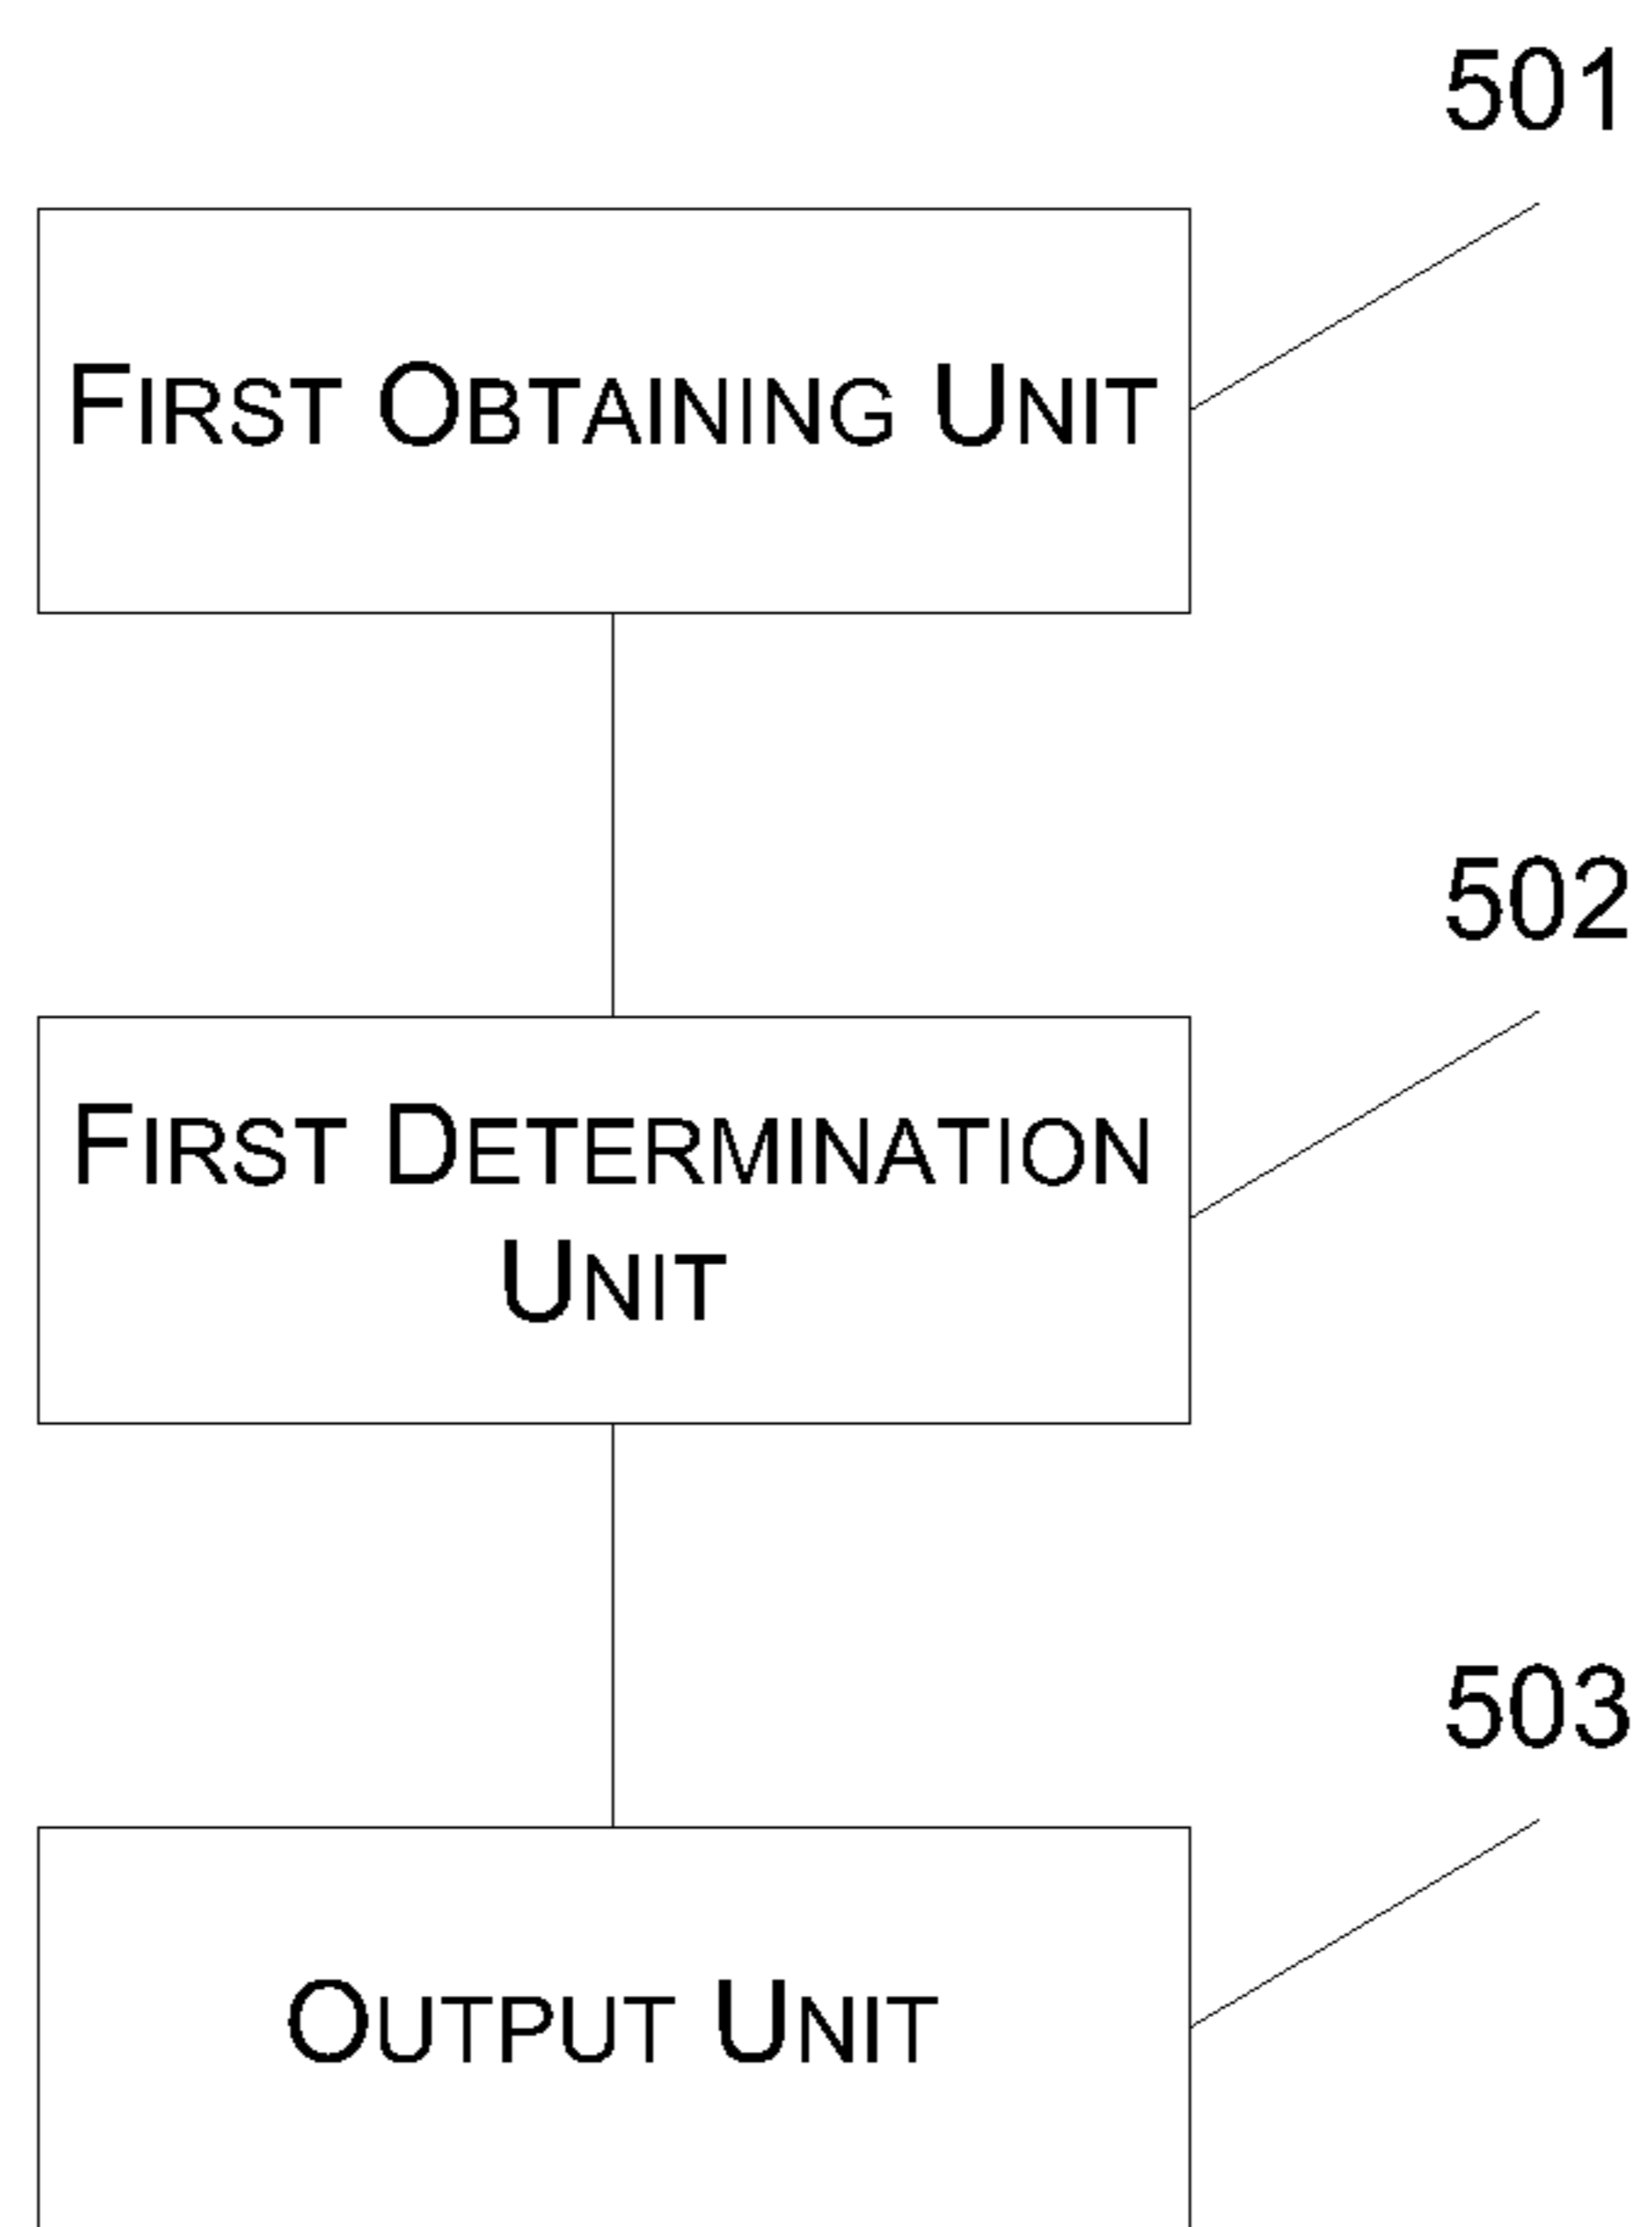 501
FIRST OBTAINING UNIT
502
FIRST DETERMINATION
UNIT
503
OUTPUT UNIT